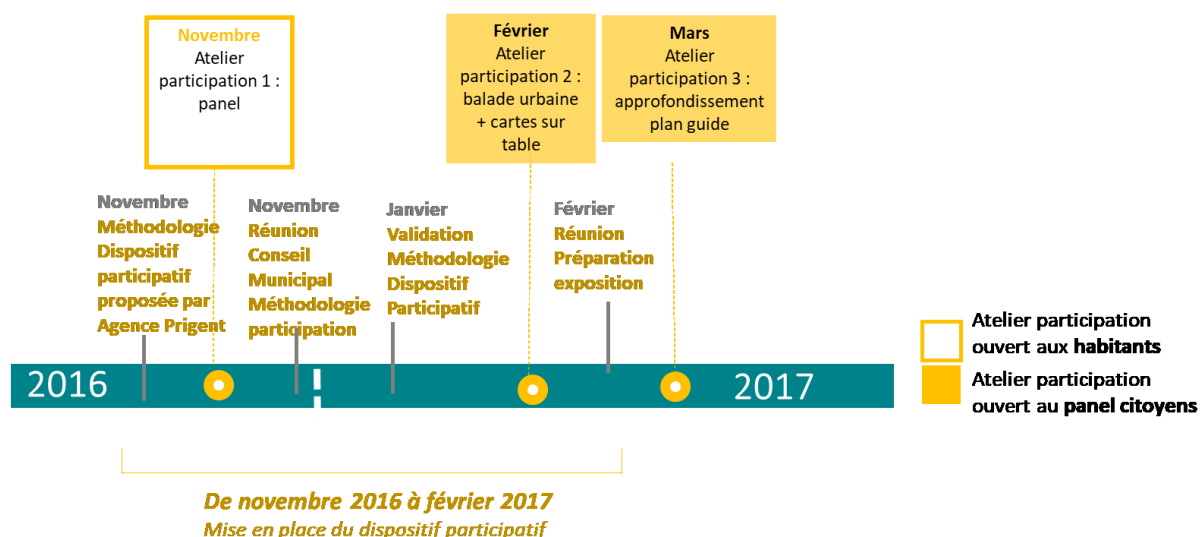 Novembre
Atelier
participation 1 :
panel
Février
Atelier
participation 2 :
balade urbaine
+ cartes sur
table
Mars
Atelier
participation 3 :
approfondissement
plan guide
Novembre
Méthodologie
Dispositif
participatif
proposée par
Agence Prigent
Novembre
Réunion
Conseil
Municipal
Méthodologie
participation
Janvier
Validation
Méthodologie
Dispositif
Participatif
Février
Réunion
Préparation
exposition
2016
2017
Atelier participation
ouvert aux habitants
Atelier participation
ouvert au panel citoyens
De novembre 2016 à février 2017
Mise en place du dispositif participatif